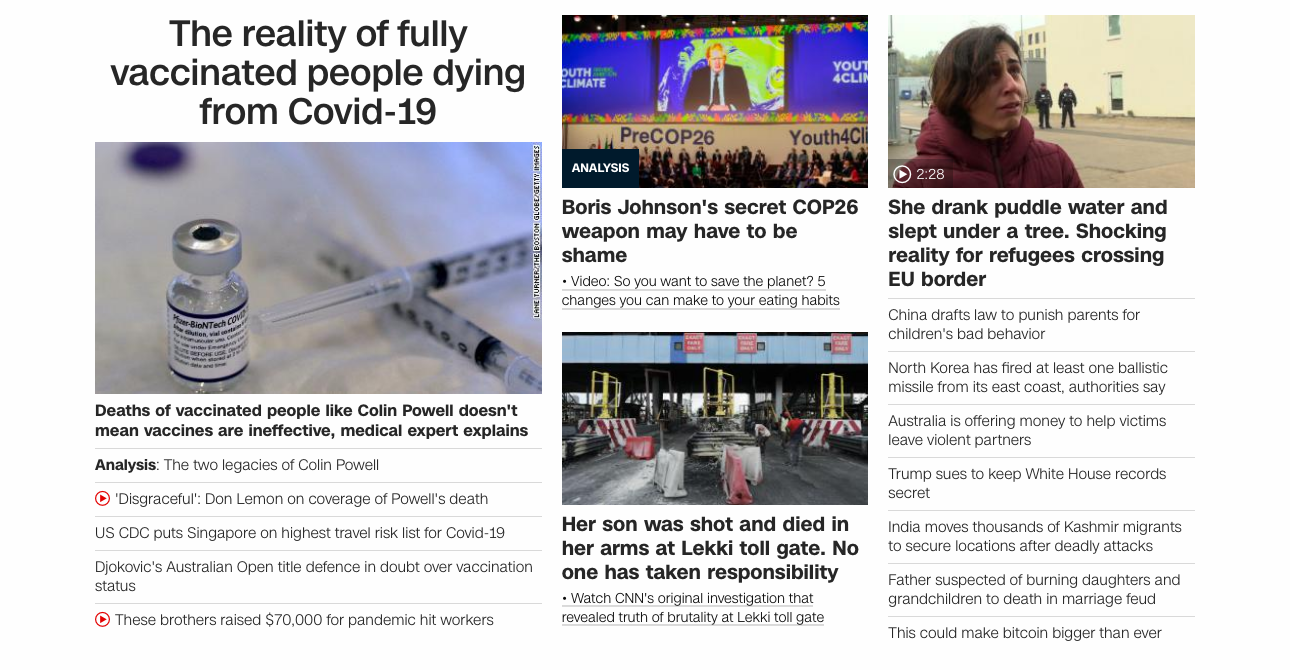 The reality of fully
vaccinated people dying
from Covid-19
LANE TURNER/THE BOSTON GLOBE/GETTY IMAGES
Pfizer-BioNTech COVID
Deaths of vaccinated people like Colin Powell doesn't
mean vaccines are ineffective, medical expert explains
Analysis: The two legacies of Colin Powell
'Disgraceful': Don Lemon on coverage of Powell's death
US CDC puts Singapore on highest travel risk list for Covid-19
Djokovic's Australian Open title defence in doubt over vaccination
status
These brothers raised $70,000 for pandemic hit workers
OUTH
CLIMATE
YOUT
4CLIM
PreCOP26
Youth4Cli
ANALYSIS
Boris Johnson's secret COP26
weapon may have to be
shame
• Video: So you want to save the planet? 5
changes you can make to your eating habits
EXACT
FARE
ONLY
EXACT
FARE
ONLY
EXACT
FARE
ONLY
Her son was shot and died in
her arms at Lekki toll gate. No
one has taken responsibility
• Watch CNN's original investigation that
revealed truth of brutality at Lekki toll gate
2:28
She drank puddle water and
slept under a tree. Shocking
reality for refugees crossing
EU border
China drafts law to punish parents for
children's bad behavior
North Korea has fired at least one ballistic
missile from its east coast, authorities say
Australia is offering money to help victims
leave violent partners
Trump sues to keep White House records
secret
India moves thousands of Kashmir migrants
to secure locations after deadly attacks
Father suspected of burning daughters and
grandchildren to death in marriage feud
This could make bitcoin bigger than ever